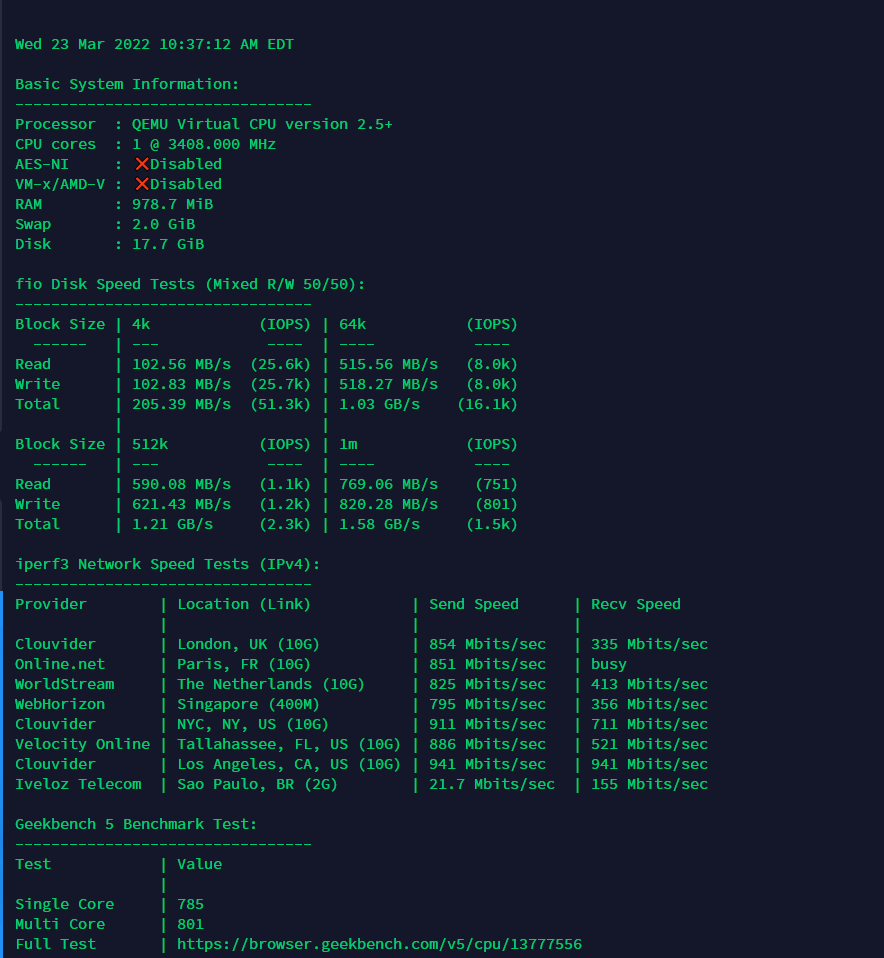 Wed 23 Mar 2022 10:37:12 AM EDT

Basic System Information:
---------------------------------
Processor  : QEMU Virtual CPU version 2.5+
CPU cores  : 1 @ 3408.000 MHz
AES-NI     : ❌Disabled
VM-x/AMD-V : ❌Disabled
RAM        : 978.7 MiB
Swap       : 2.0 GiB
Disk       : 17.7 GiB

fio Disk Speed Tests (Mixed R/W 50/50):
---------------------------------
Block Size | 4k            (IOPS) | 64k           (IOPS)
  ------   | ---            ----  | ----           ----
Read       | 102.56 MB/s  (25.6k) | 515.56 MB/s   (8.0k)
Write      | 102.83 MB/s  (25.7k) | 518.27 MB/s   (8.0k)
Total      | 205.39 MB/s  (51.3k) | 1.03 GB/s    (16.1k)
           |                      |
Block Size | 512k          (IOPS) | 1m            (IOPS)
  ------   | ---            ----  | ----           ----
Read       | 590.08 MB/s   (1.1k) | 769.06 MB/s    (751)
Write      | 621.43 MB/s   (1.2k) | 820.28 MB/s    (801)
Total      | 1.21 GB/s     (2.3k) | 1.58 GB/s     (1.5k)

iperf3 Network Speed Tests (IPv4):
---------------------------------
Provider        | Location (Link)           | Send Speed      | Recv Speed
                |                           |                 |
Clouvider       | London, UK (10G)          | 854 Mbits/sec   | 335 Mbits/sec
Online.net      | Paris, FR (10G)           | 851 Mbits/sec   | busy
WorldStream     | The Netherlands (10G)     | 825 Mbits/sec   | 413 Mbits/sec
WebHorizon      | Singapore (400M)          | 795 Mbits/sec   | 356 Mbits/sec
Clouvider       | NYC, NY, US (10G)         | 911 Mbits/sec   | 711 Mbits/sec
Velocity Online | Tallahassee, FL, US (10G) | 886 Mbits/sec   | 521 Mbits/sec
Clouvider       | Los Angeles, CA, US (10G) | 941 Mbits/sec   | 941 Mbits/sec
Iveloz Telecom  | Sao Paulo, BR (2G)        | 21.7 Mbits/sec  | 155 Mbits/sec

Geekbench 5 Benchmark Test:
---------------------------------
Test            | Value
                |
Single Core     | 785
Multi Core      | 801
Full Test       | https://browser.geekbench.com/v5/cpu/13777556